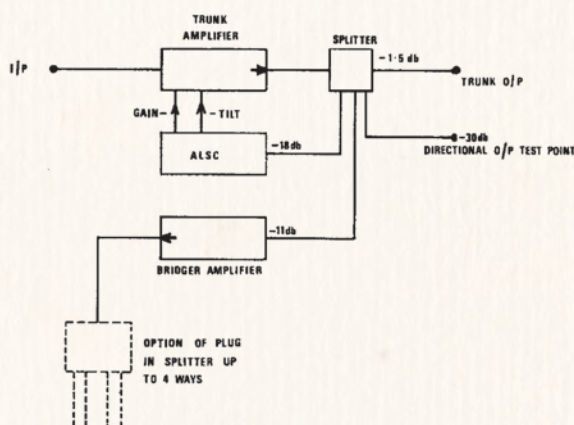 TRUNK
AMPLIFIER
SPLITTER
I/P
-1·5 db
TRUNK O/P
GAIN-
-TILT
-30db
DIRECTIONAL O/P TEST POINT
ALSC
-18db
-11db
BRIDGER AMPLIFIER
OPTION OF PLUG
IN SPLITTER UP
TO 4 WAYS